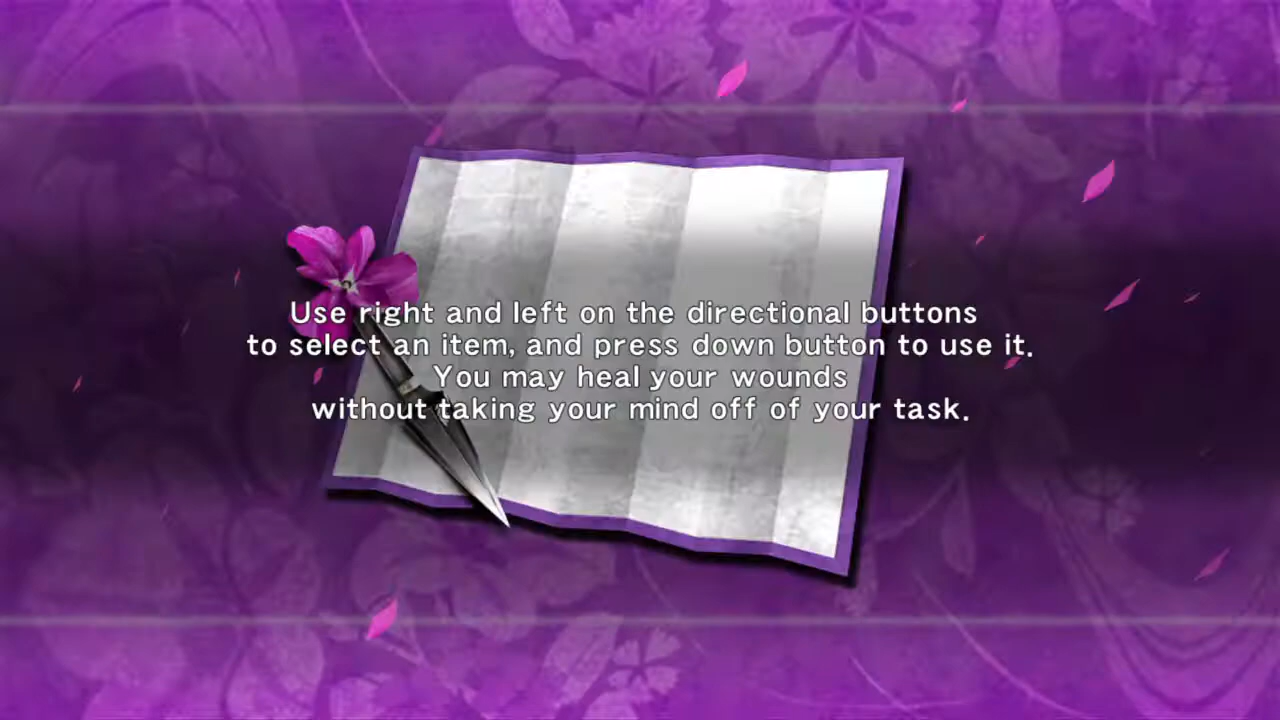 Use right and left on the directional buttons
to select an item, and press down button to use it.
You may heal your wounds
without taking your mind off of your task.